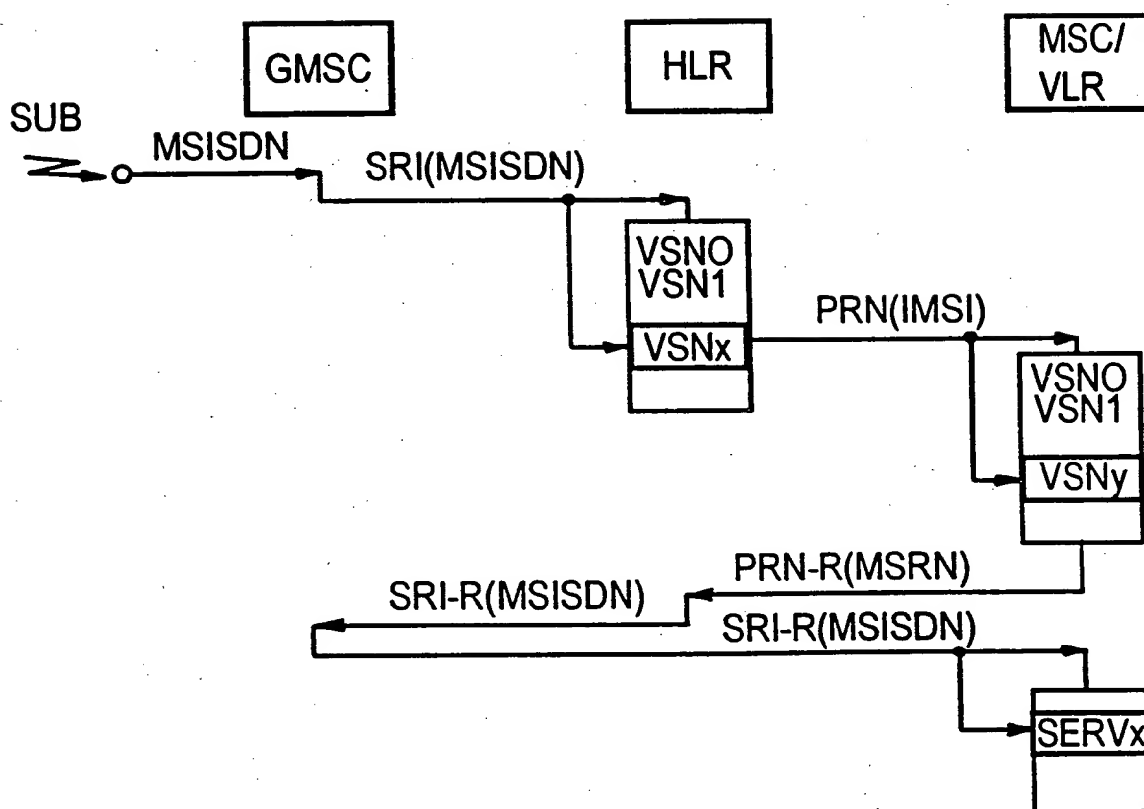 GMSC
HLR
MSC/
VLR
SUB
MSISDN
SRI(MSISDN)
VSNO
VSN1
VSNx
PRN(IMSI)
VSNO
VSN1
VSNy
PRN-R(MSRN)
SRI-R(MSISDN)
SRI-R(MSISDN)
SERVx